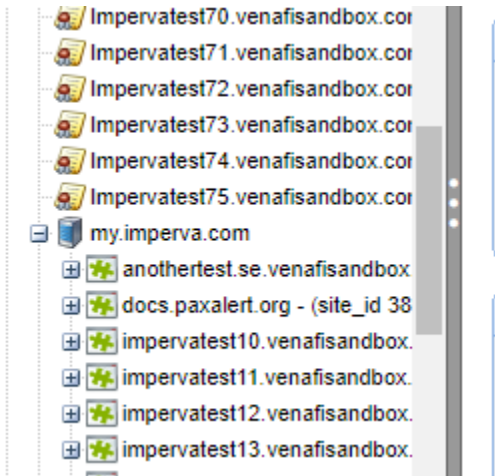 Impervatest70.venafisandbox.com
Impervatest71.venafisandbox.cor
Impervatest72.venafisandbox.cor
Impervatest73.venafisandbox.cor
Impervatest74.venafisandbox.cor
Impervatest75.venafisandbox.cor
my.imperva.com
anothertest.se.venafisandbox
docs.paxalert.org - (site_id 38
impervatest10.venafisandbox.
impervatest11.venafisandbox.
impervatest12.venafisandbox.
impervatest13.venafisandbox.